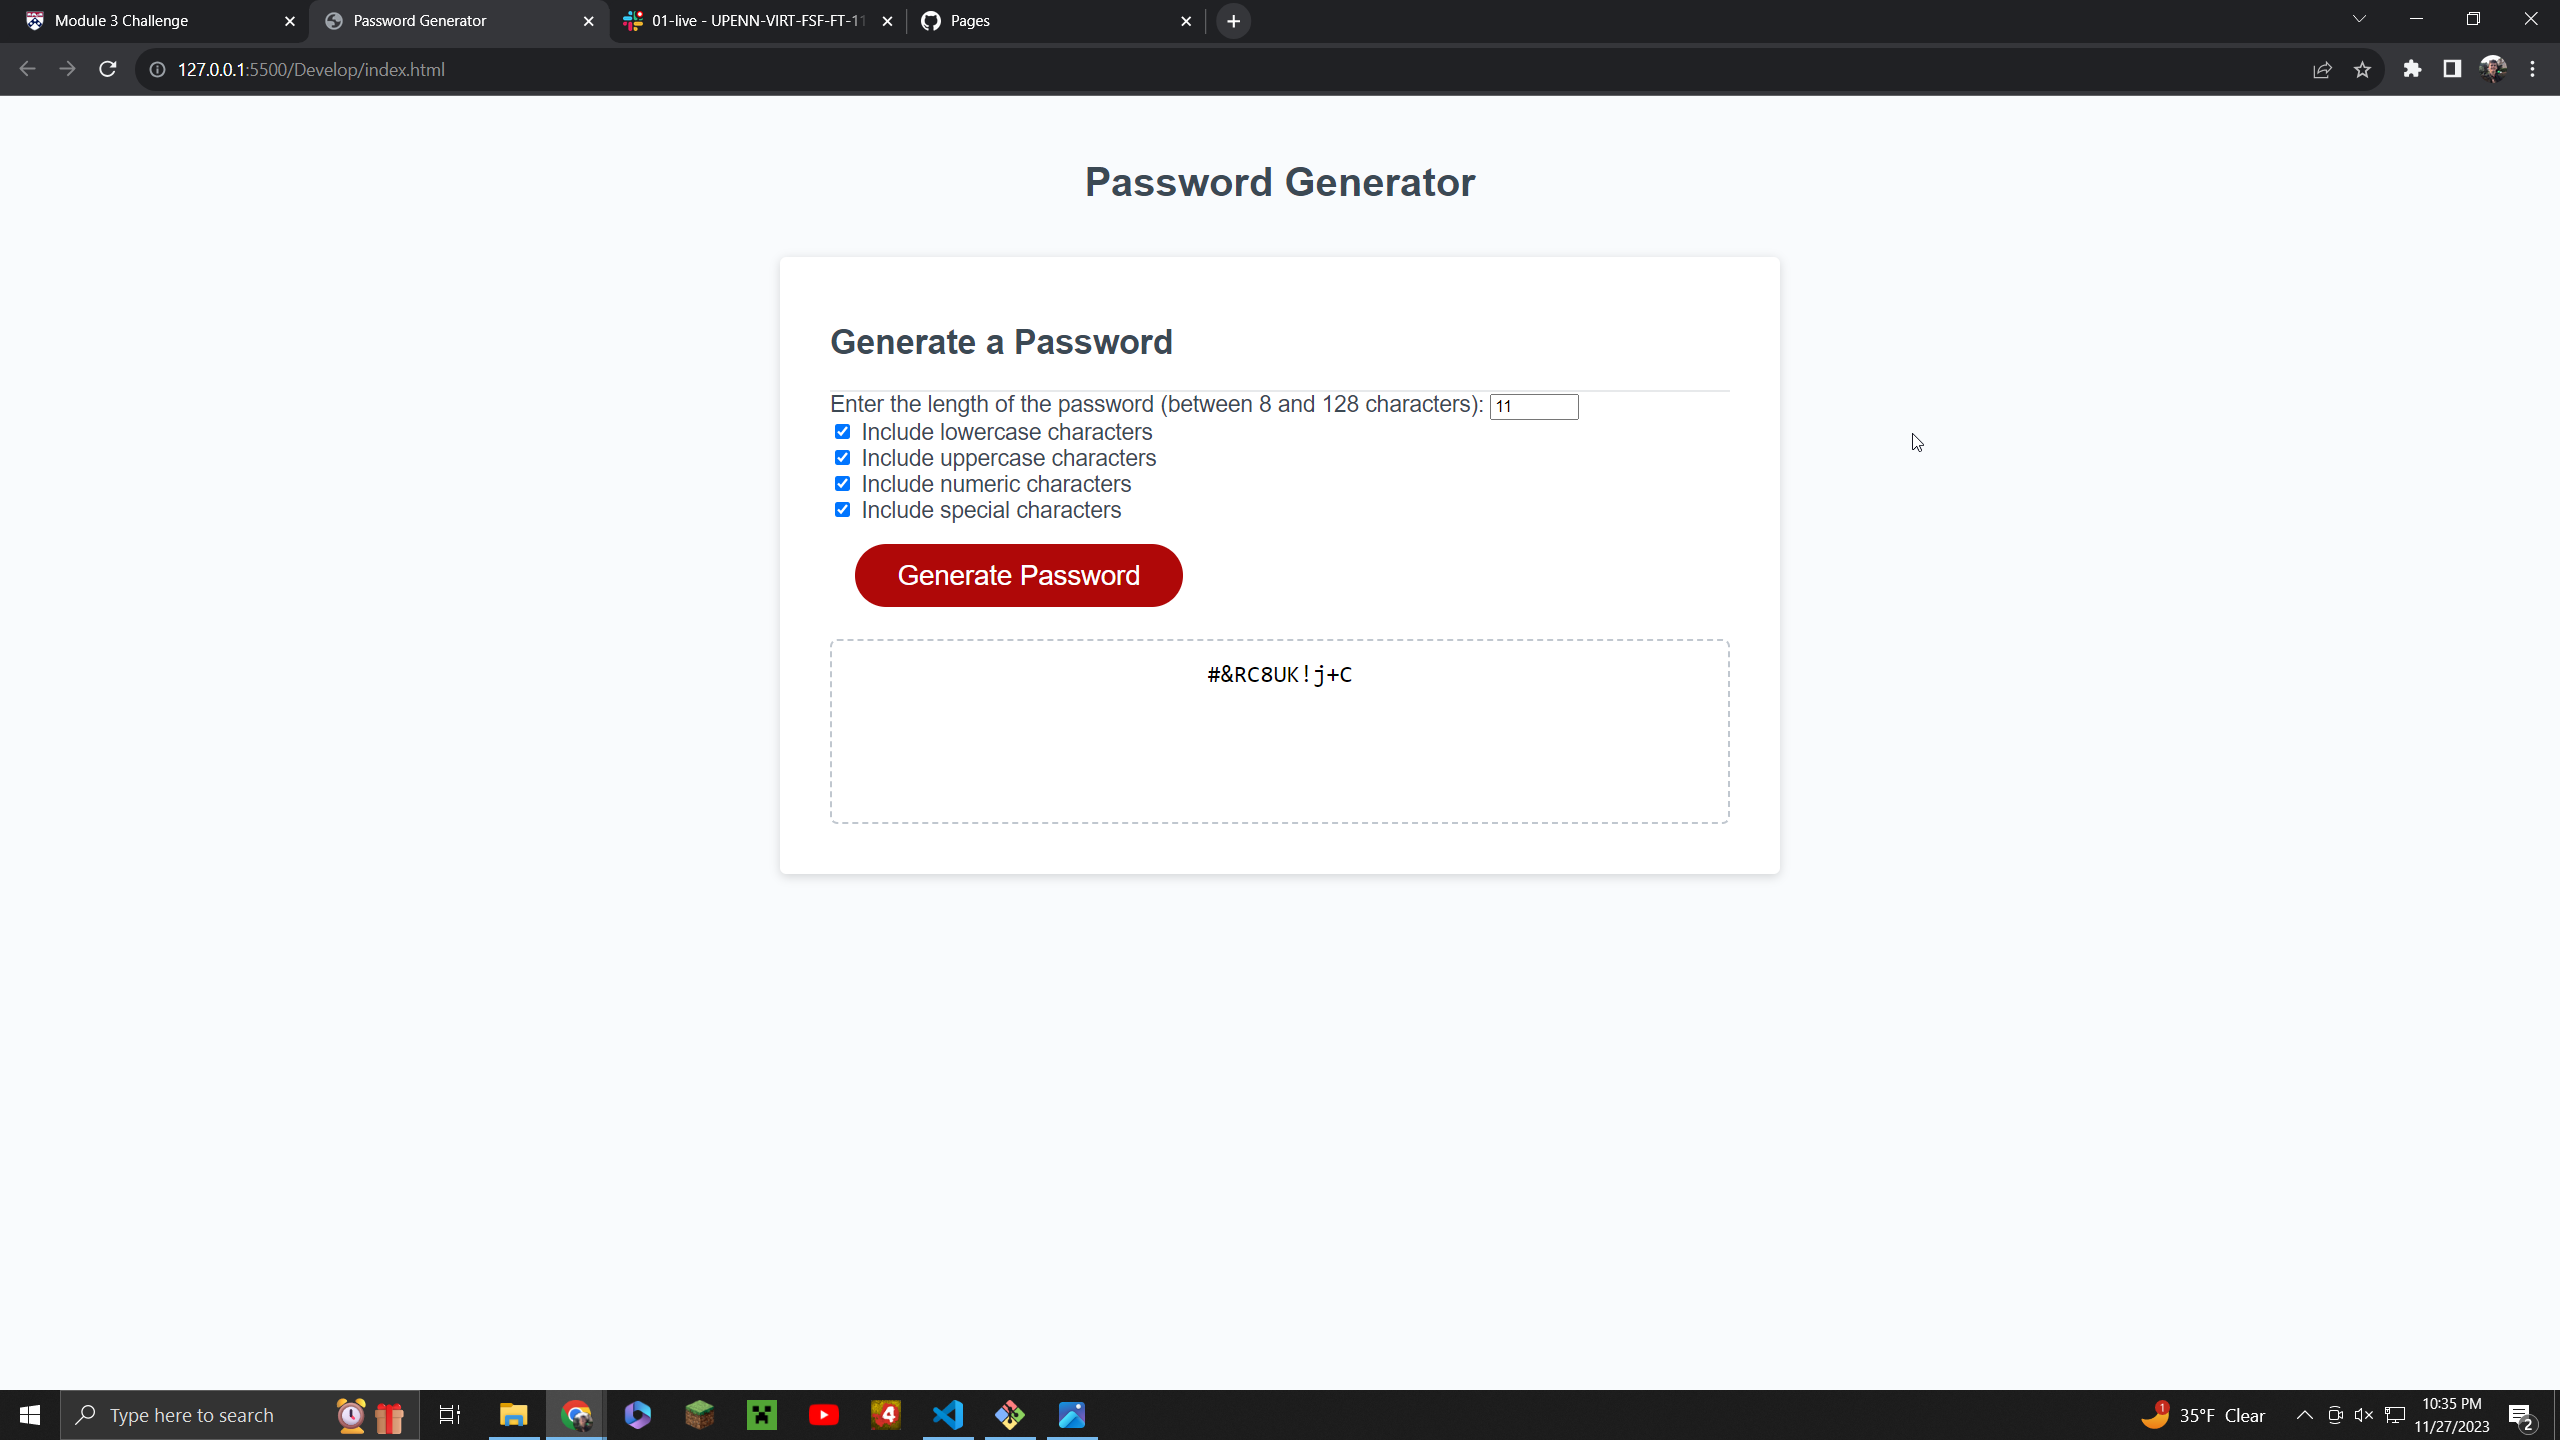 Module 3 Challenge
Password Generator
01-live - UPENN-VIRT-FSF-FT-11
Pages
127.0.0.1:5500/Develop/index.html
Password Generator
Generate a Password
Enter the length of the password (between 8 and 128 characters): 11
Include lowercase characters
Include uppercase characters
Include numeric characters
Include special characters
Generate Password
#&RC8UK!j+C
Type here to search
4
1
35°F Clear
10:35 PM
11/27/2023
2